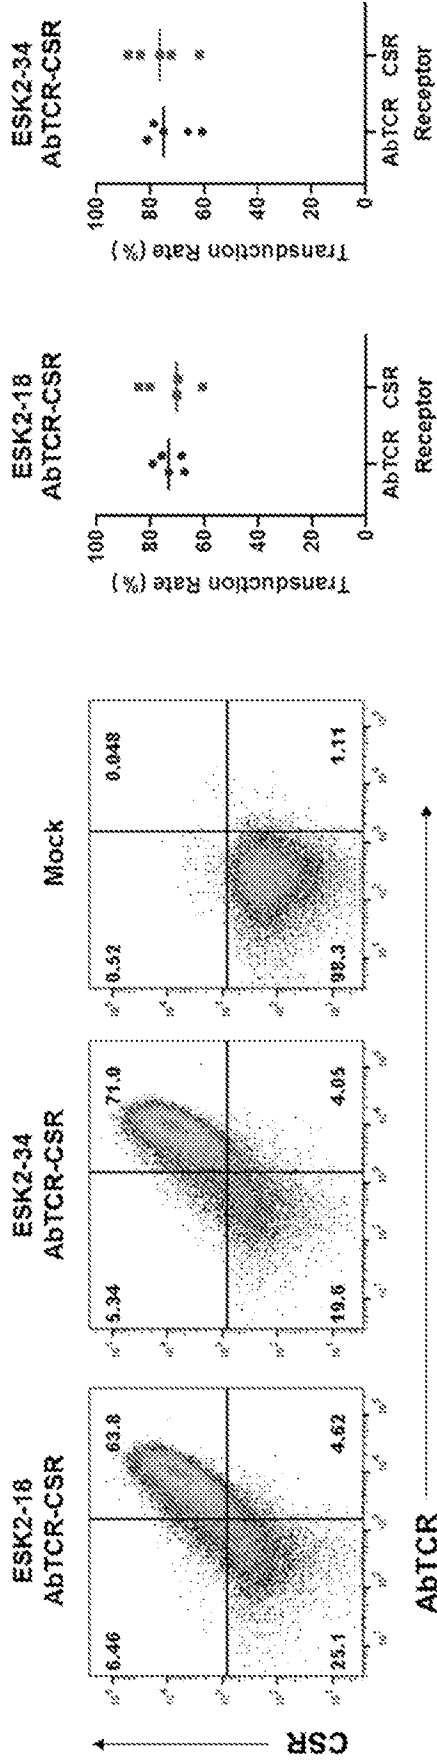 ESK2-18
AbTCR-CSR
6.46
63.8
25.1
4.62
ESK2-34
AbTCR-CSR
5.34
71.0
19.6
4.05
Mock
0.52
0.048
98.3
1.11
CSR
AbTCR
ESK2-18
AbTCR-CSR
Transduction Rate (%)
100
80
60
40
20
0
AbTCR CSR
Receptor
ESK2-34
AbTCR-CSR
Transduction Rate (%)
100
80
60
40
20
0
AbTCR CSR
Receptor